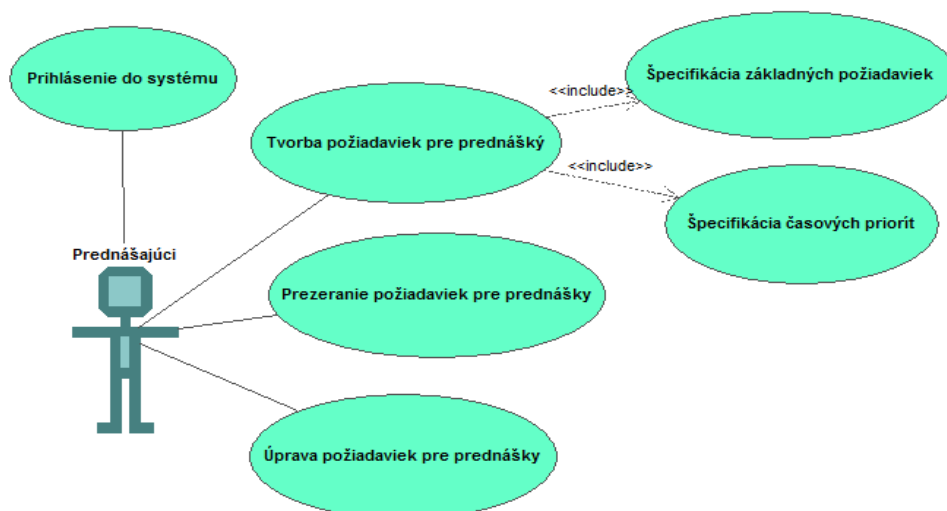 Prihlásenie do systému
Špecifikácia základných požiadaviek
<<include>>
Tvorba požiadaviek pre prednášký
<<include>>
Špecifikácia časových priorít
Prednášajúci
Prezeranie požiadaviek pre prednášky
Úprava požiadaviek pre prednášky